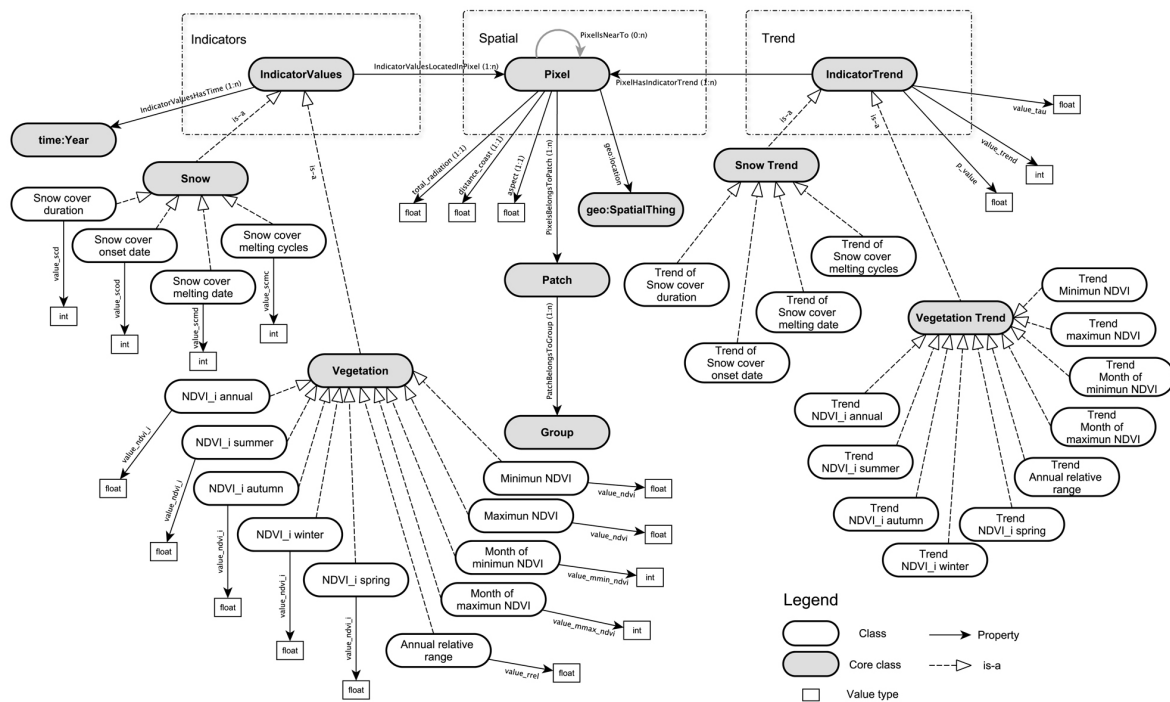 Indicators
Spatial
Trend
PixelIsNearTo (0:n)
IndicatorValues
IndicatorValuesLocatedInPixel (1:n)
Pixel
PixelHasIndicatorTrend (1:n)
IndicatorTrend
IndicatorValuesHasTime (1:n)
time:Year
is-a
is-a
total_radiation (1:1)
distance_coast (1:1)
aspect (1:1)
PixelsBelongsToPatch (1:n)
geo:location
is-a
is-a
value_tau
float
value_trend
int
p_value
float
Snow
float
float
float
geo:SpatialThing
Snow Trend
Snow cover
duration
Snow cover
onset date
Snow cover
melting date
Snow cover
melting cycles
value_scd
int
value_scod
int
value_scmd
int
value_scmc
int
Patch
PatchBelongsToGroup (1:n)
Group
Trend of
Snow cover
duration
Trend of
Snow cover
onset date
Trend of
Snow cover
melting date
Trend of
Snow cover
melting cycles
Vegetation
NDVI_i annual
value_ndvi_i
float
NDVI_i summer
value_ndvi_i
float
NDVI_i autumn
value_ndvi_i
float
NDVI_i winter
value_ndvi_i
float
NDVI_i spring
value_ndvi_i
float
Minimun NDVI
value_ndvi
float
Maximun NDVI
value_ndvi
float
Month of
minimun NDVI
value_mmin_ndvi
int
Month of
maximun NDVI
value_mmax_ndvi
int
Annual relative
range
value_rrel
float
Vegetation Trend
Trend
Minimun NDVI
Trend
maximun NDVI
Trend
Month of
minimun NDVI
Trend
Month of
maximun NDVI
Trend
Annual relative
range
Trend
NDVI_i annual
Trend
NDVI_i summer
Trend
NDVI_i autumn
Trend
NDVI_i winter
Trend
NDVI_i spring
Legend
Class
Property
Core class
is-a
Value type